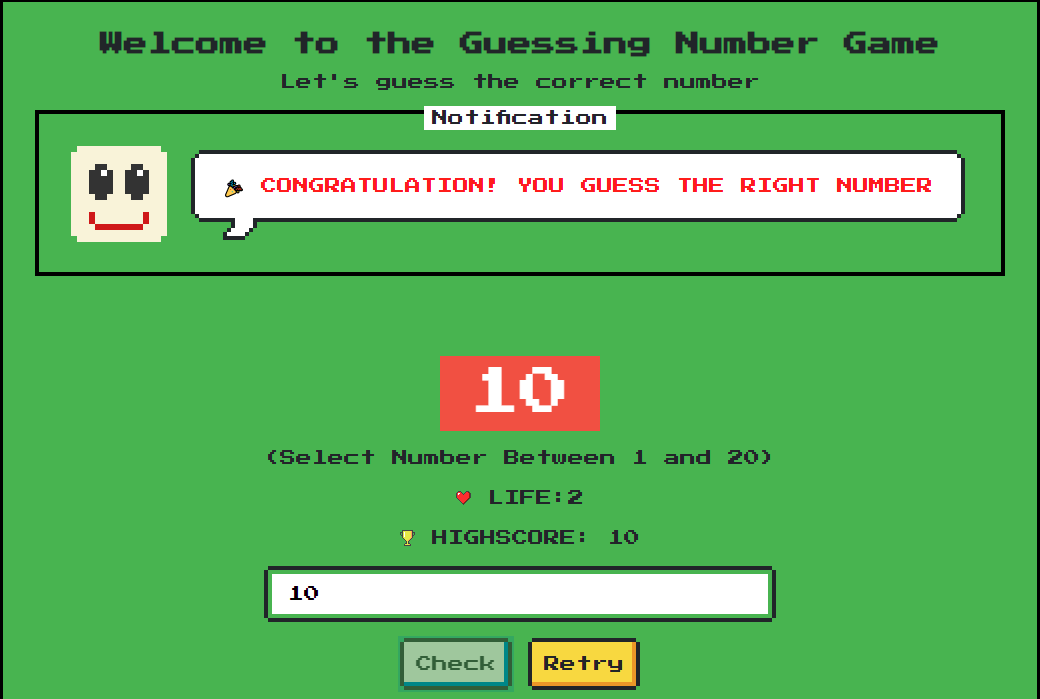 Welcome to the Guessing Number Game
Let's guess the correct number
Notification
🎉 CONGRATULATION! YOU GUESS THE RIGHT NUMBER
10
(Select Number Between 1 and 20)
❤️ LIFE:2
🏆 HIGHSCORE: 10
10
Check Retry